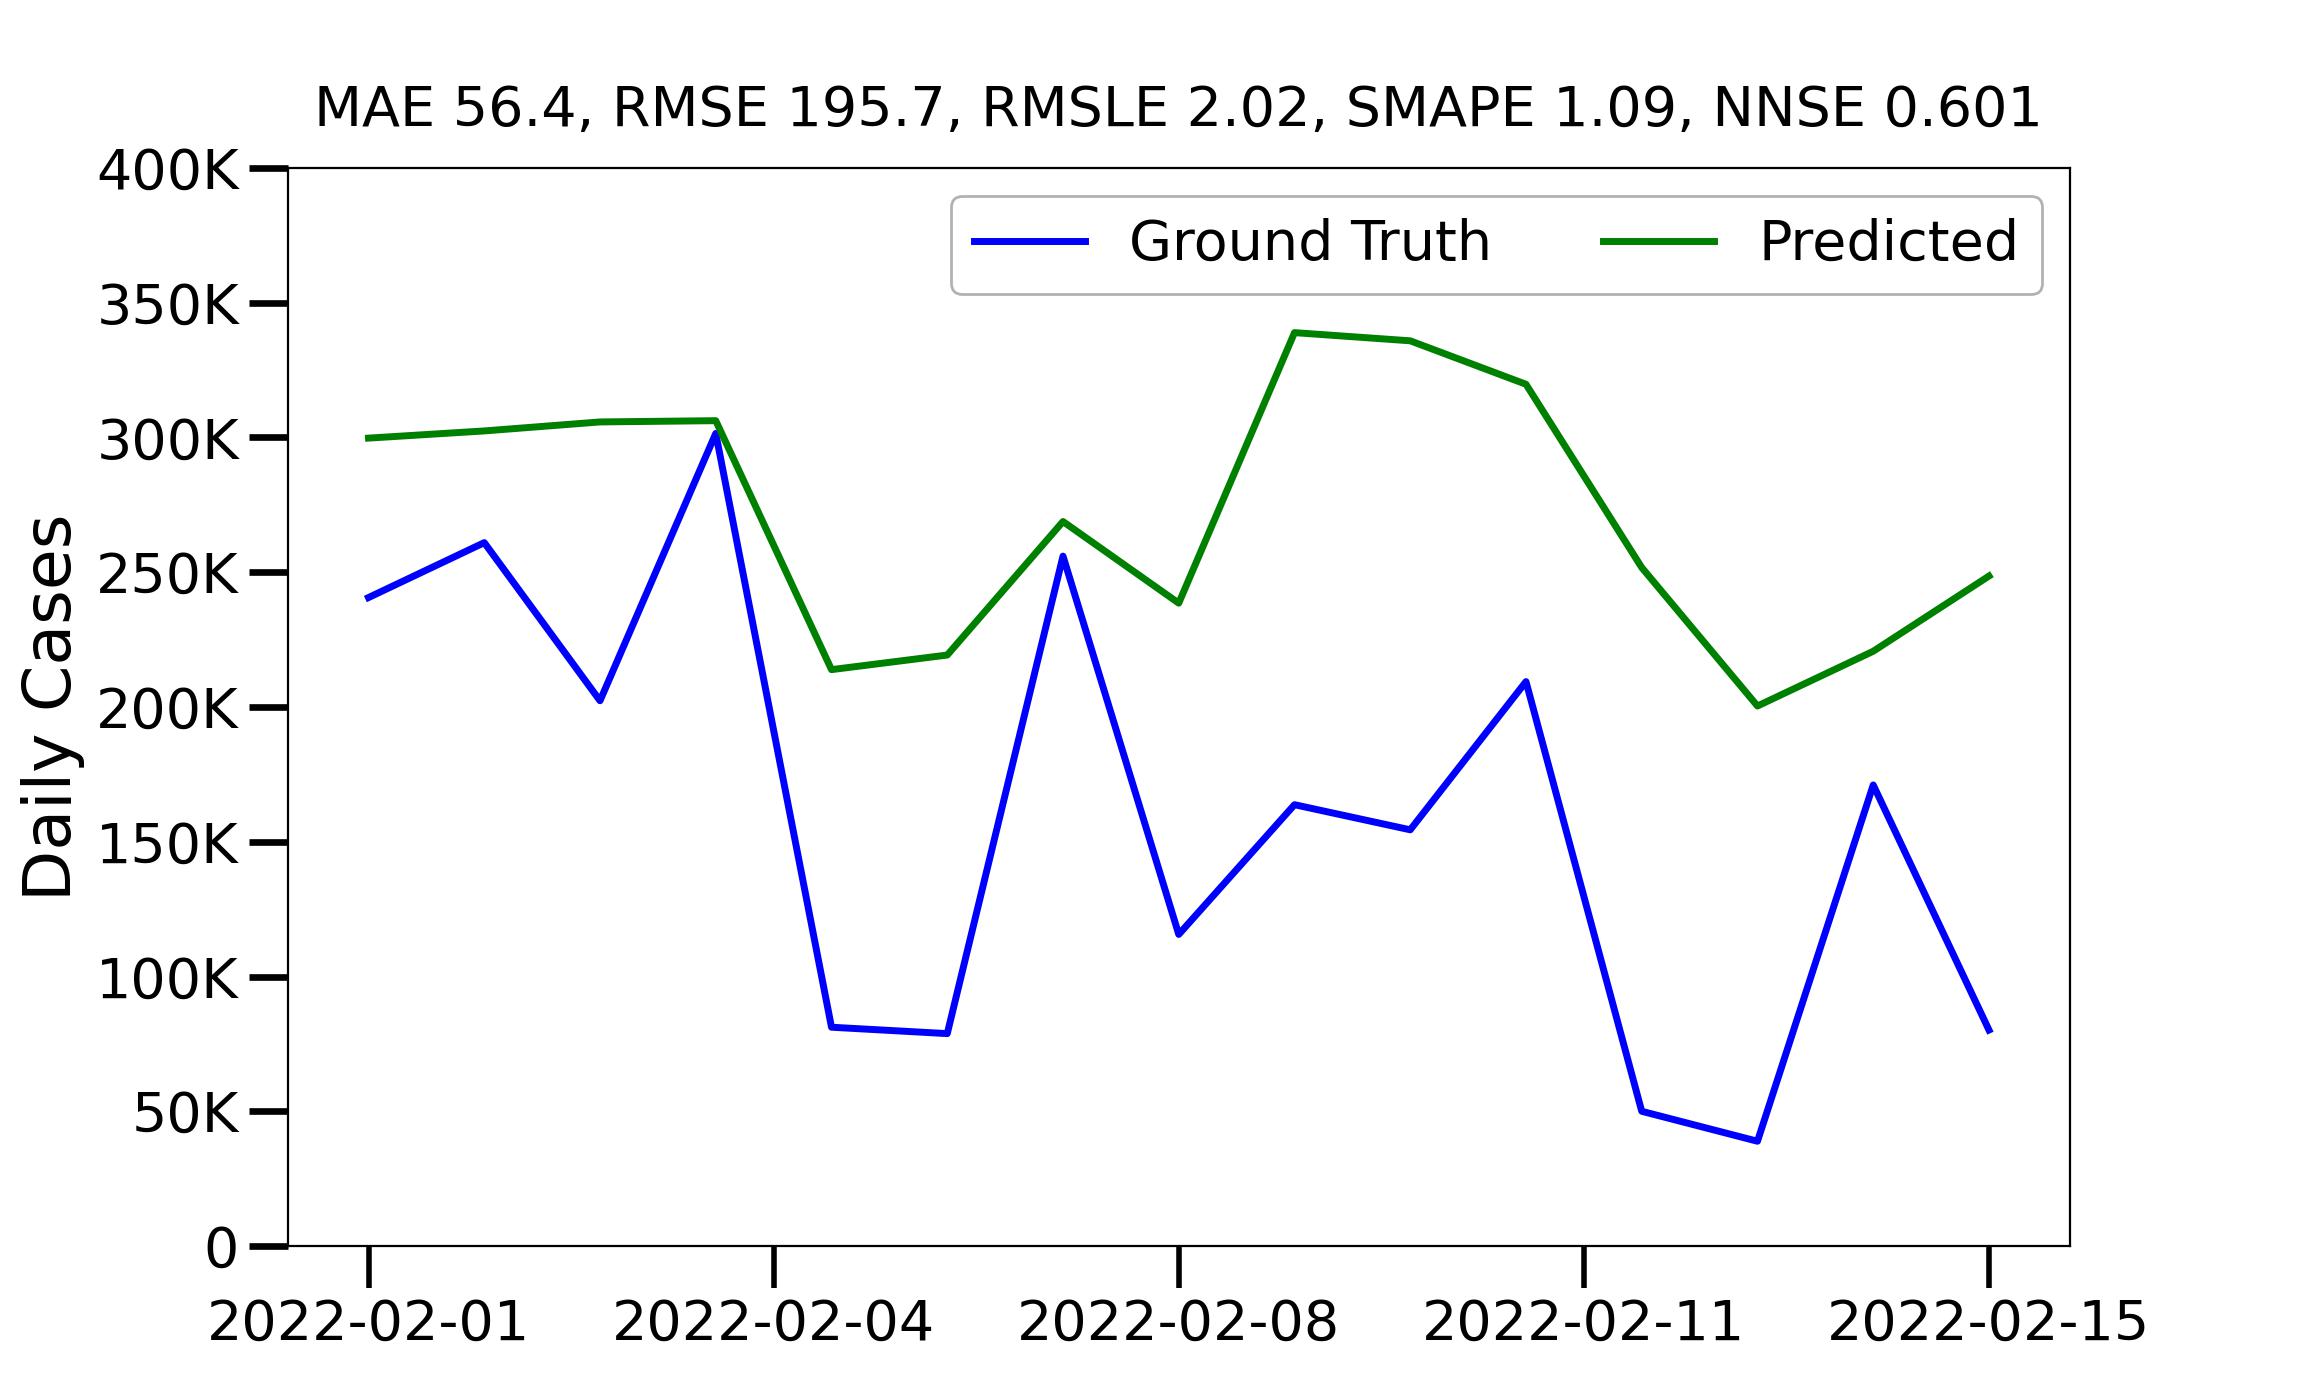 MAE 56.4, RMSE 195.7, RMSLE 2.02, SMAPE 1.09, NNSE 0.601
Ground Truth Predicted
Daily Cases
400K
350K
300K
250K
200K
150K
100K
50K
0
2022-02-01 2022-02-04 2022-02-08 2022-02-11 2022-02-15